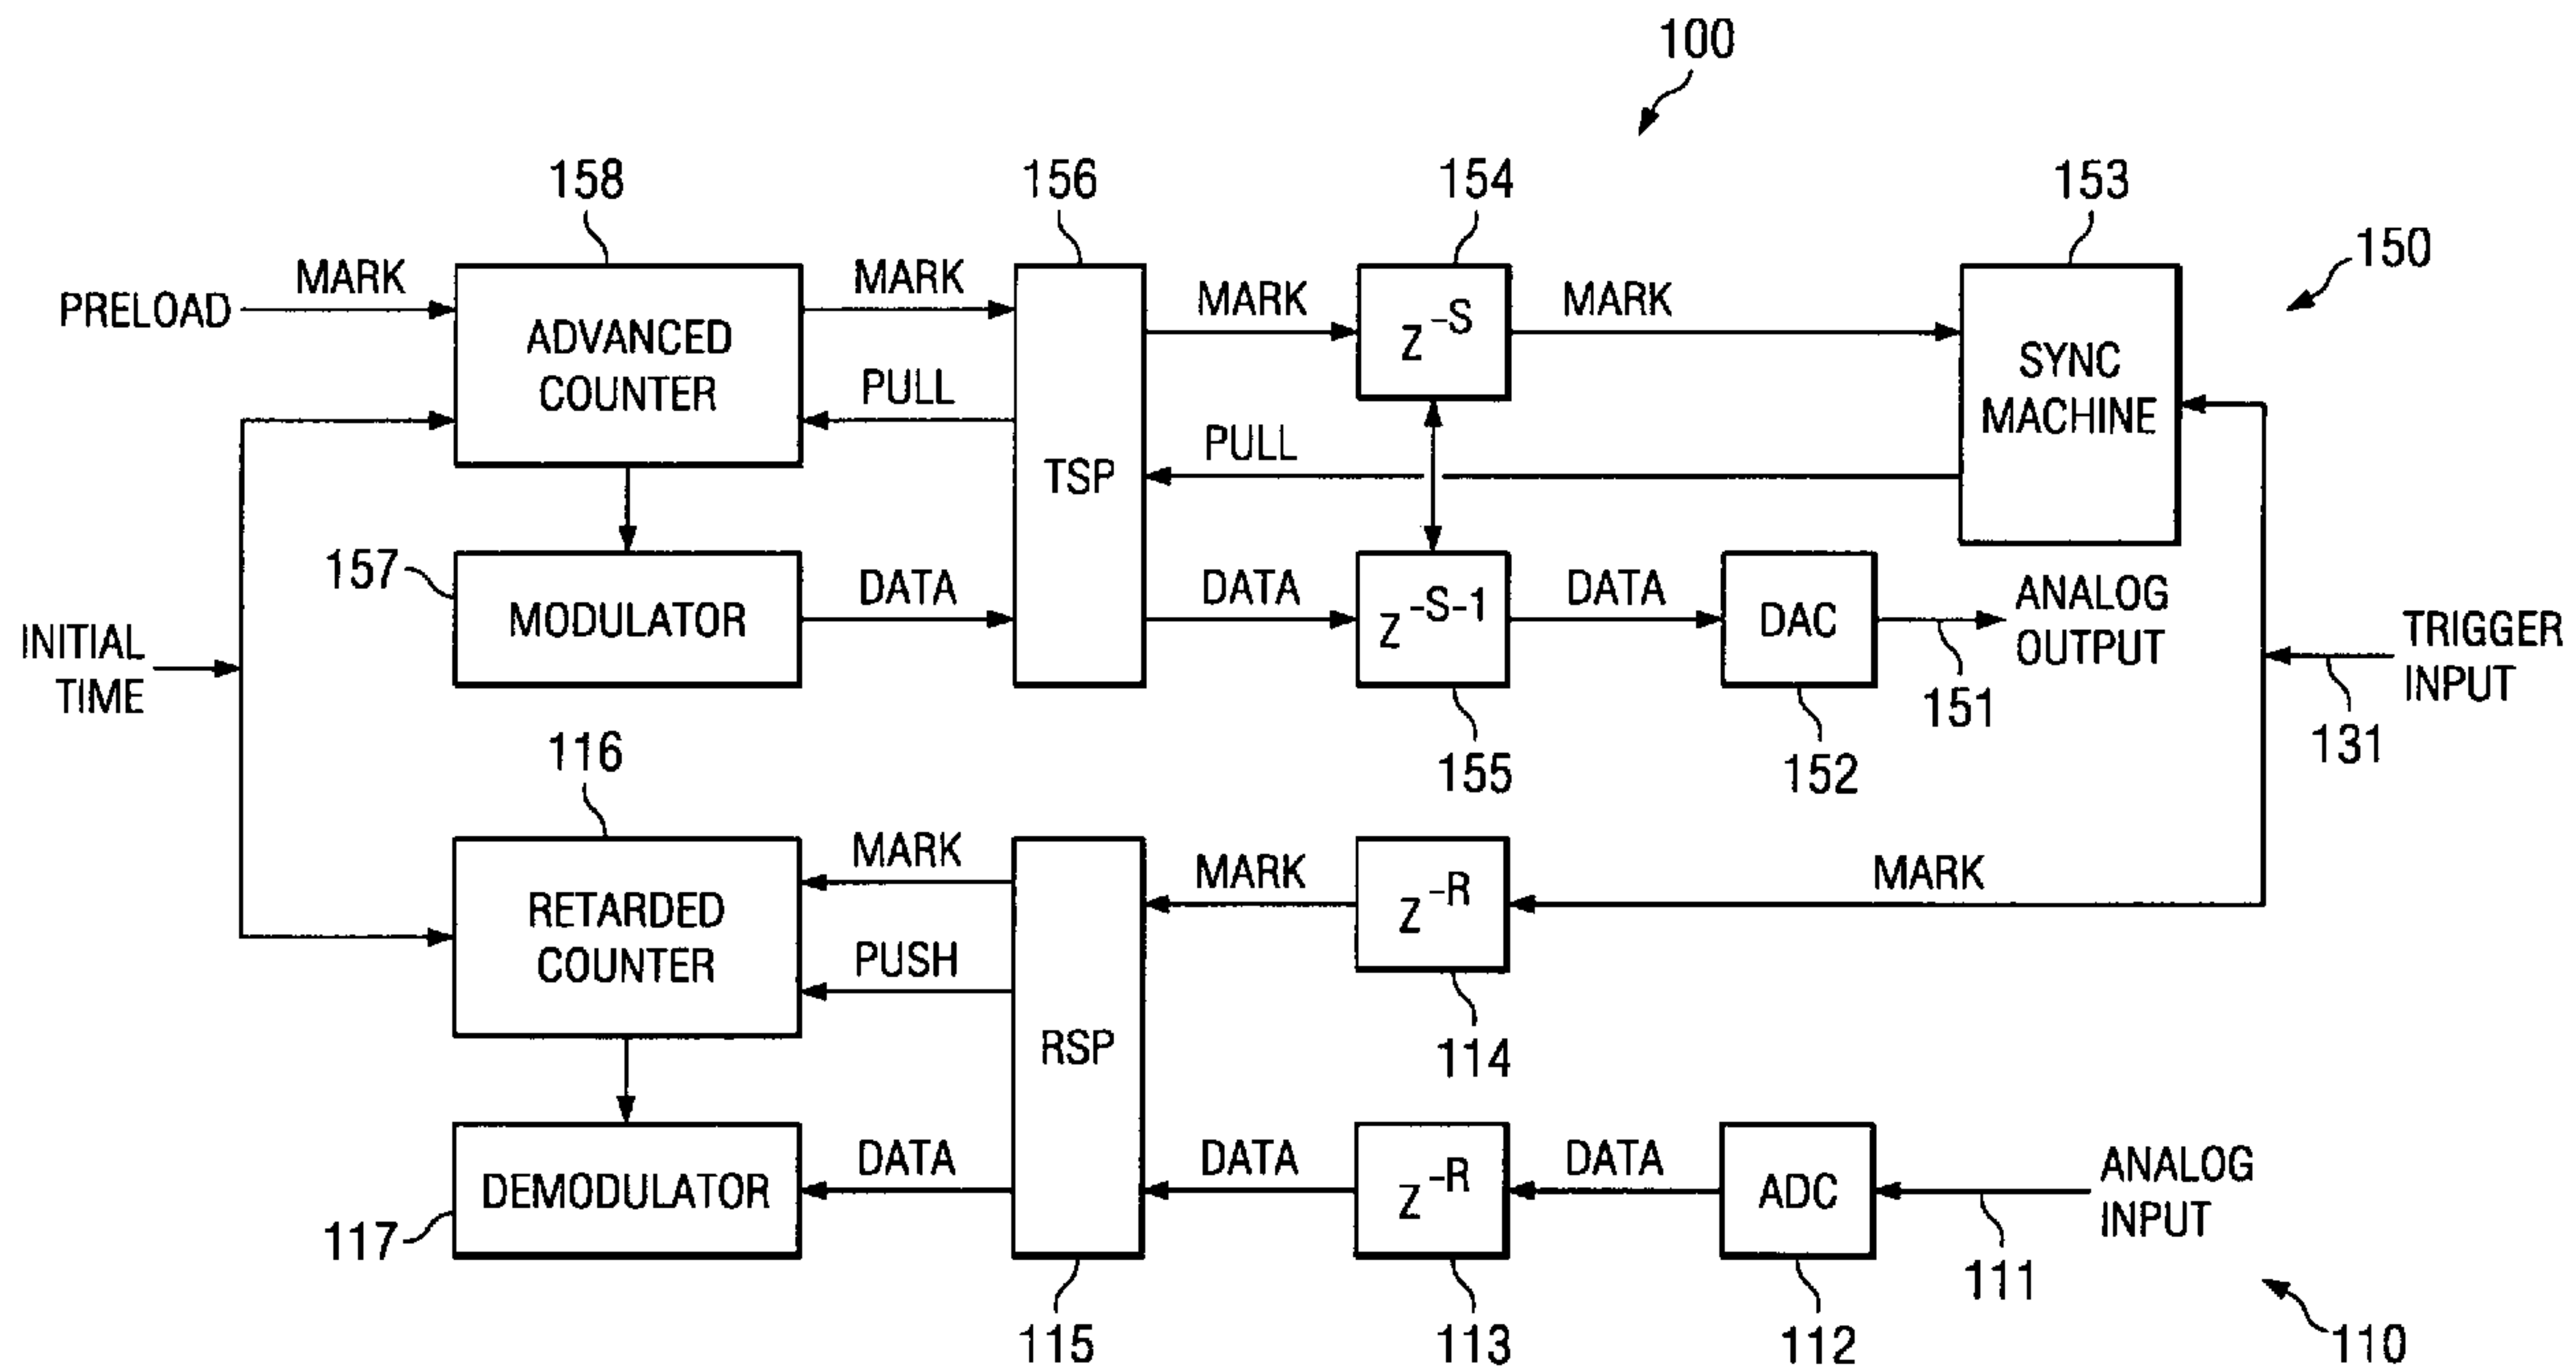 100
158
156
154
153
150
PRELOAD
MARK
ADVANCED
COUNTER
MARK
PULL
TSP
MARK
Z^-S
MARK
PULL
SYNC
MACHINE
157
MODULATOR
DATA
DATA
Z^-S-1
DATA
DAC
ANALOG
OUTPUT
151
TRIGGER
INPUT
131
INITIAL
TIME
155
152
116
RETARDED
COUNTER
MARK
PUSH
RSP
MARK
Z^-R
MARK
114
117
DEMODULATOR
DATA
DATA
Z^-R
DATA
ADC
ANALOG
INPUT
111
115
113
112
110